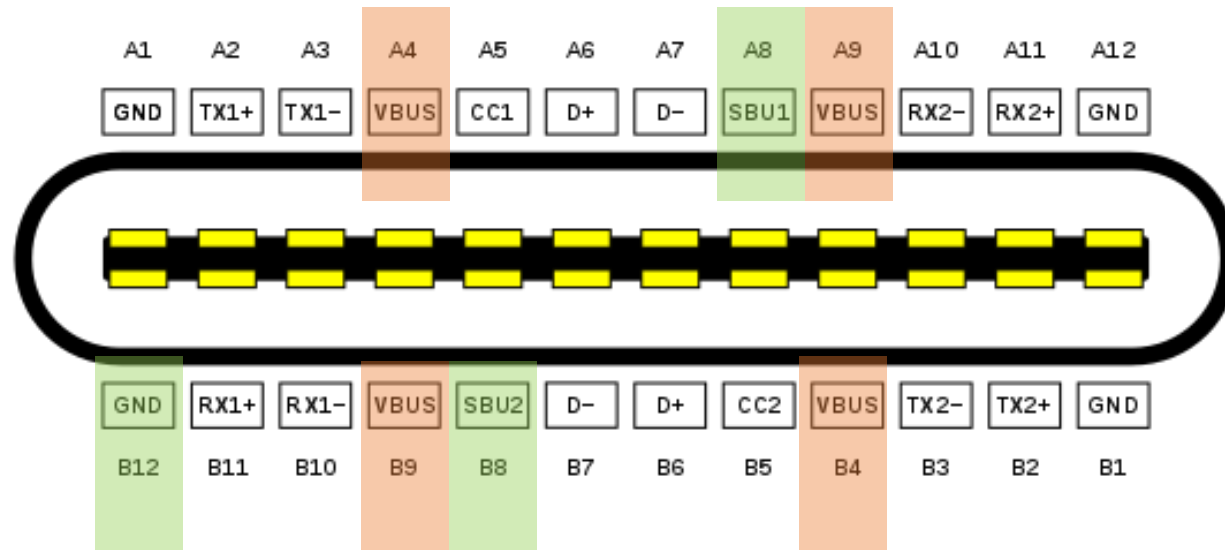 A1 A2 A3 A4 A5 A6 A7 A8 A9 A10 A11 A12
GND TX1+ TX1− VBUS CC1 D+ D− SBU1 VBUS RX2− RX2+ GND
GND RX1+ RX1− VBUS SBU2 D− D+ CC2 VBUS TX2− TX2+ GND
B12 B11 B10 B9 B8 B7 B6 B5 B4 B3 B2 B1